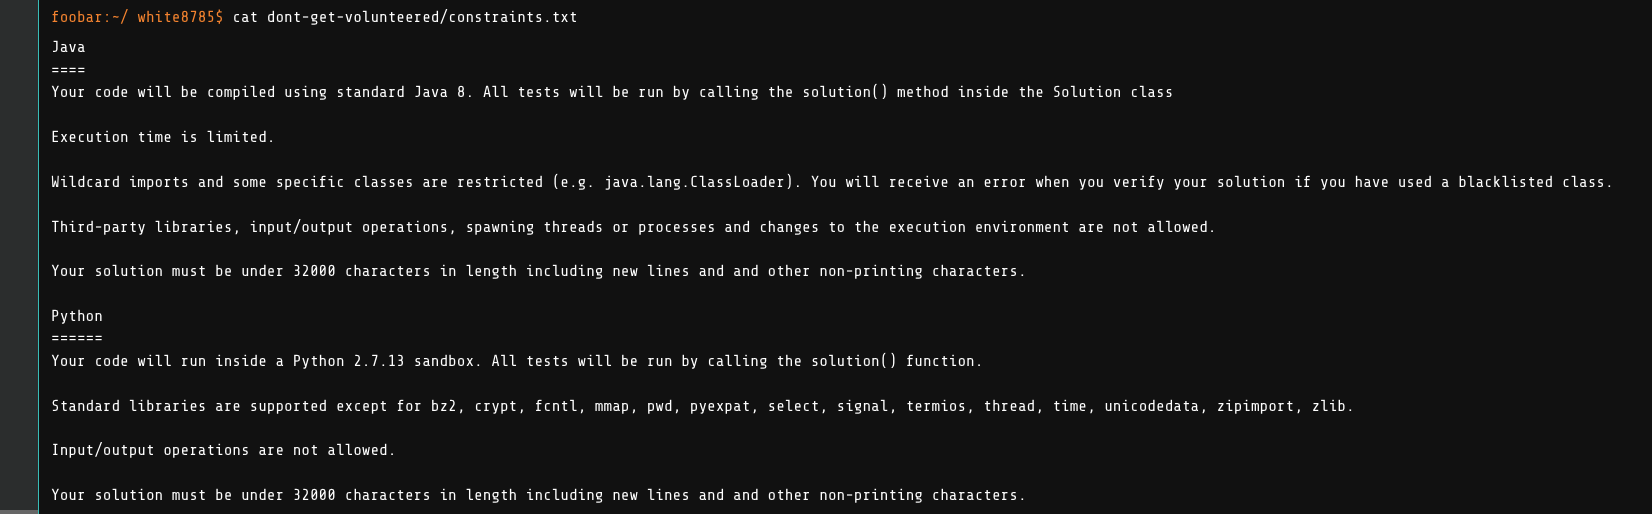 foobar:~/ white8785$ cat dont-get-volunteered/constraints.txt
Java
====
Your code will be compiled using standard Java 8. All tests will be run by calling the solution() method inside the Solution class
Execution time is limited.
Wildcard imports and some specific classes are restricted (e.g. java.lang.ClassLoader). You will receive an error when you verify your solution if you have used a blacklisted class.
Third-party libraries, input/output operations, spawning threads or processes and changes to the execution environment are not allowed.
Your solution must be under 32000 characters in length including new lines and and other non-printing characters.
Python
======
Your code will run inside a Python 2.7.13 sandbox. All tests will be run by calling the solution() function.
Standard libraries are supported except for bz2, crypt, fcntl, mmap, pwd, pyexpat, select, signal, termios, thread, time, unicodedata, zipimport, zlib.
Input/output operations are not allowed.
Your solution must be under 32000 characters in length including new lines and and other non-printing characters.